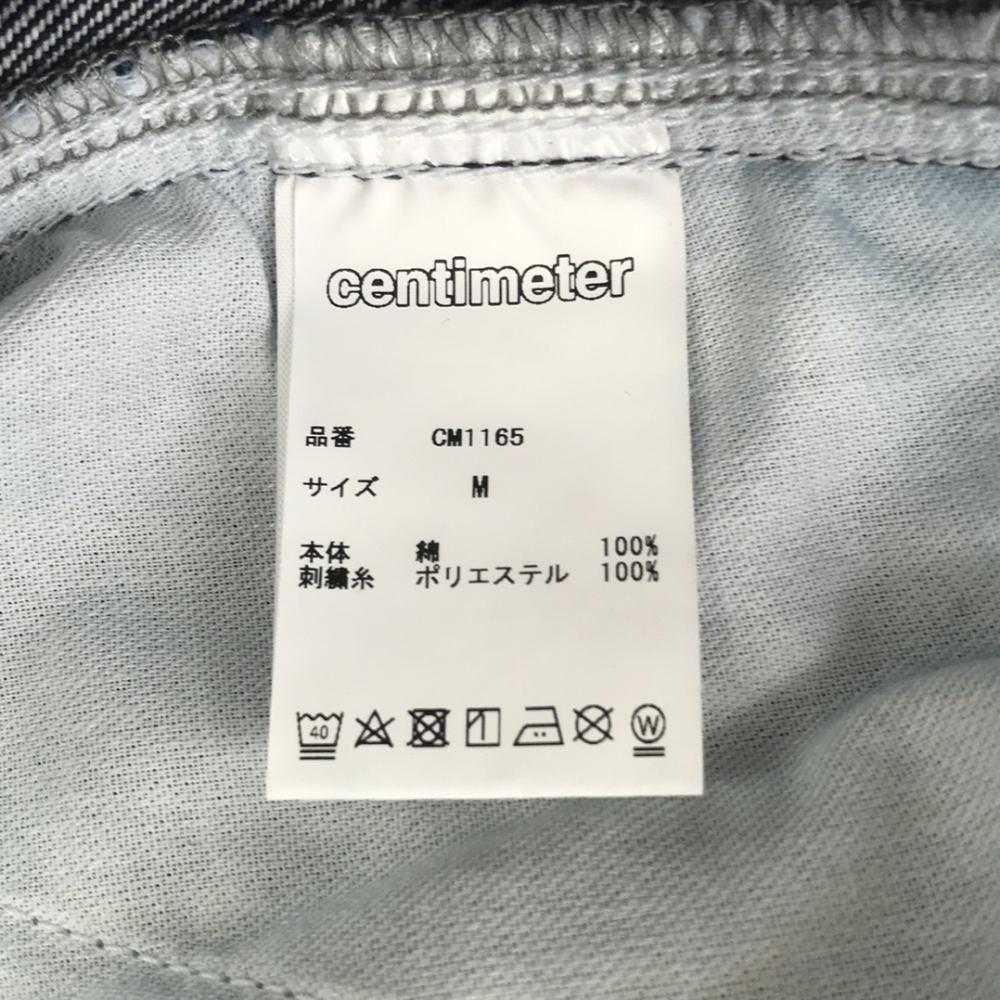 centimeter
品番 CM1165
サイズ M
本体 綿 100%
刺繍糸 ポリエステル 100%
40 W